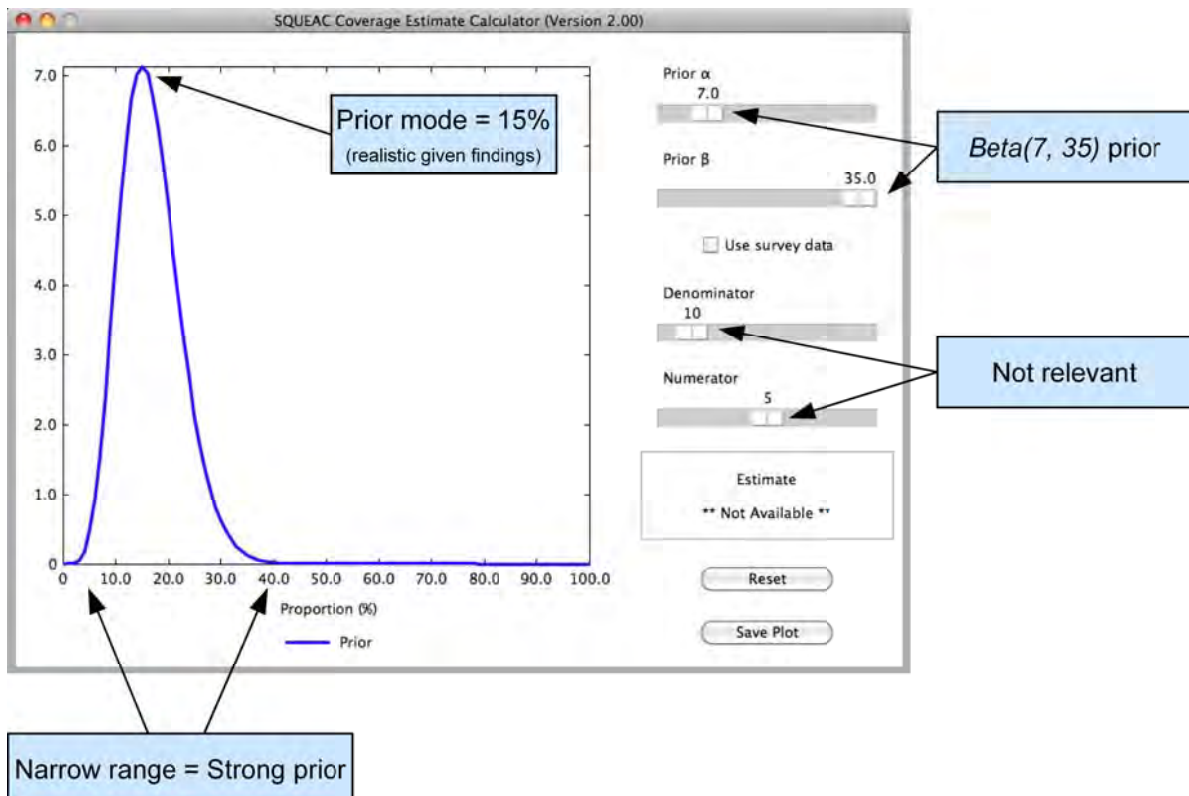 SQUEAC Coverage Estimate Calculator (Version 2.00)
7.0
6.0
5.0
4.0
3.0
2.0
1.0
0
0 10.0 20.0 30.0 40.0 50.0 60.0 70.0 80.0 90.0 100.0
Proportion (%)
Prior
Prior mode = 15%
(realistic given findings)
Prior α
7.0
Prior β
35.0
Use survey data
Denominator
10
Numerator
5
Estimate
** Not Available **
Reset
Save Plot
Beta(7, 35) prior
Not relevant
Narrow range = Strong prior